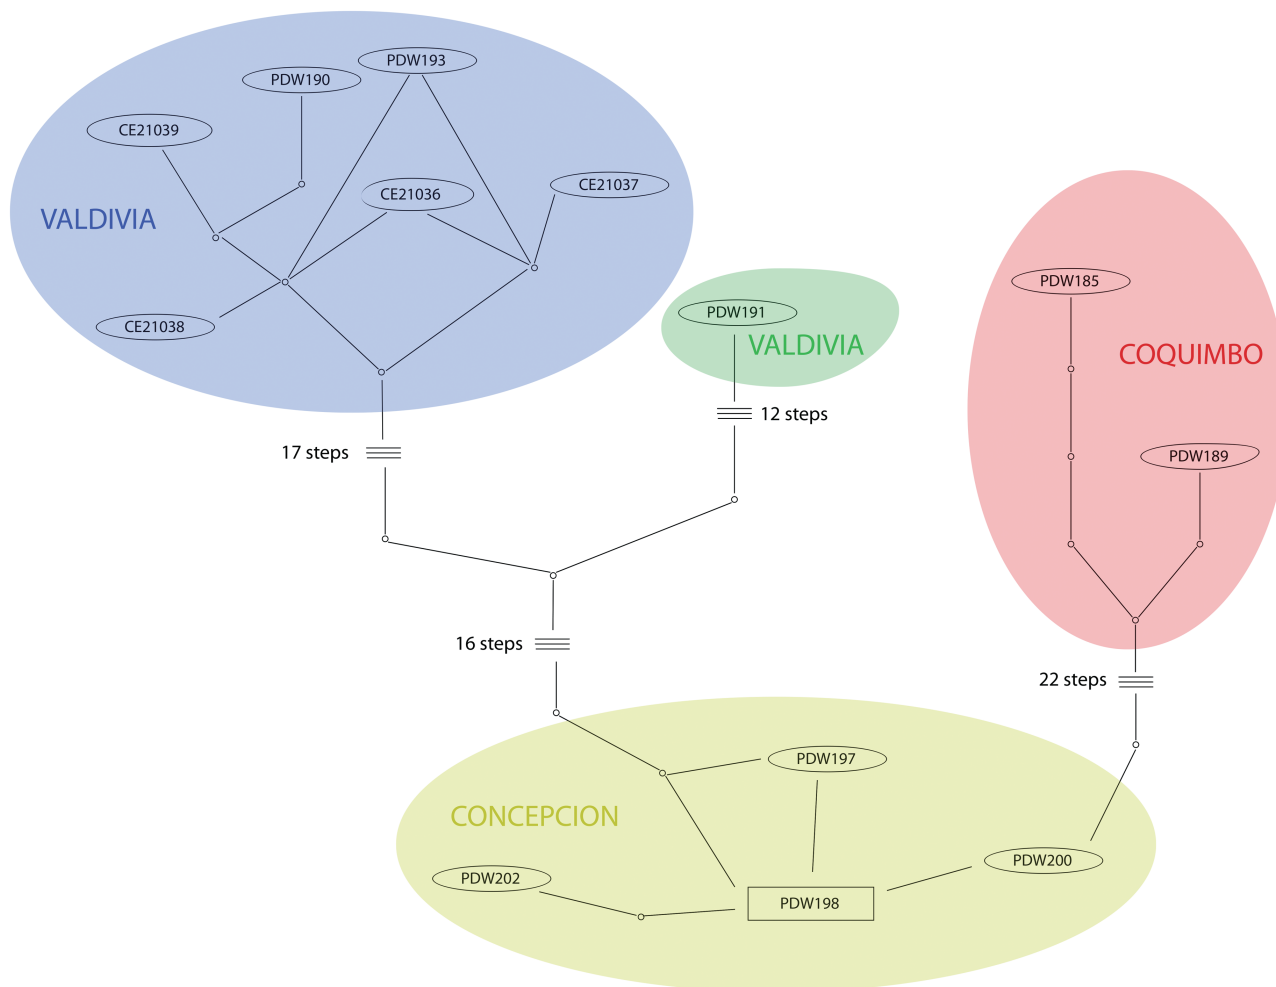 PDW193
PDW190
CE21039
CE21036
CE21037
VALDIVIA
CE21038
PDW191
VALDIVIA
12 steps
17 steps
PDW185
COQUIMBO
PDW189
16 steps
22 steps
PDW197
CONCEPCION
PDW200
PDW202
PDW198